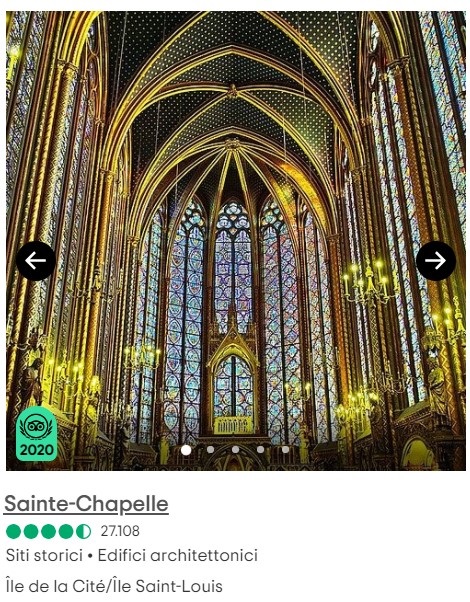 2020
Sainte-Chapelle
27.108
Siti storici • Edifici architettonici
Île de la Cité/Île Saint-Louis